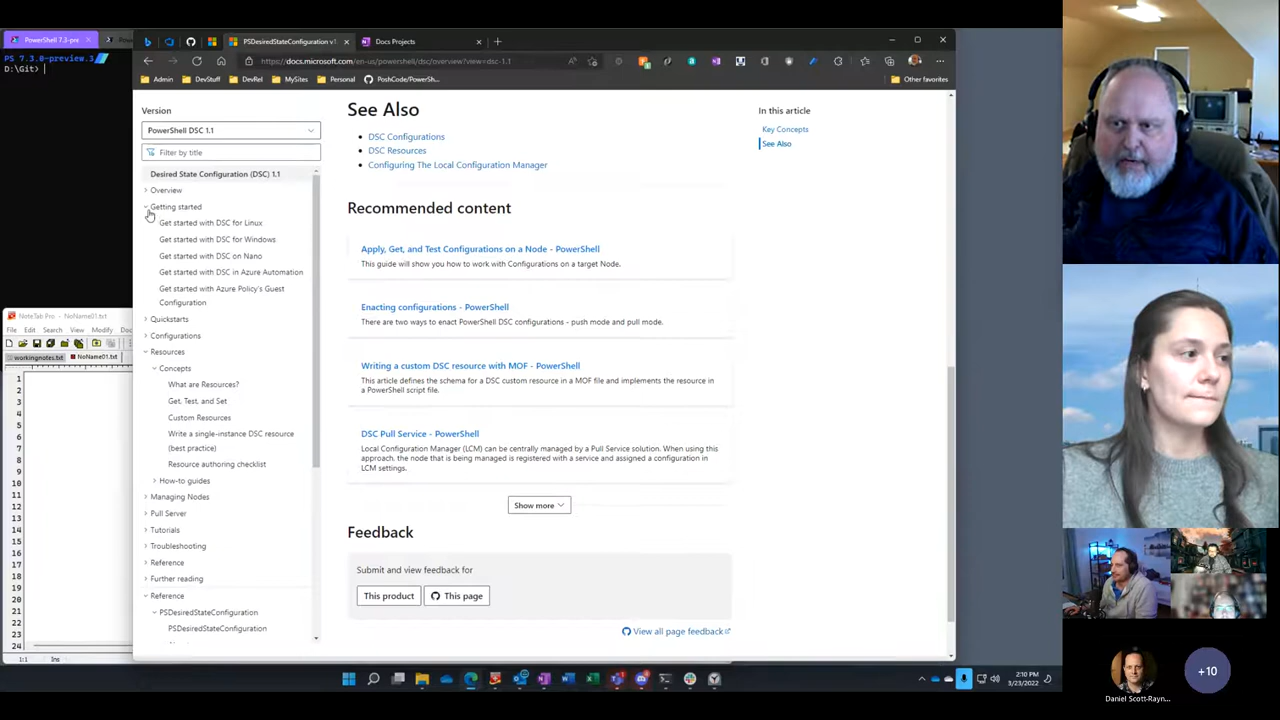 PowerShell 7.3-pre
PS 7.3.0-preview.3
D:\Git>
PSDesiredStateConfiguration v1
Docs Projects
https://docs.microsoft.com/en-us/powershell/dsc/overview?view=dsc-1.1
Admin
DevStuff
DevRel
MySites
Personal
PoshCode/PowerSh...
Other favorites
Version
PowerShell DSC 1.1
Filter by title
Desired State Configuration (DSC) 1.1
Overview
Getting started
Get started with DSC for Linux
Get started with DSC for Windows
Get started with DSC on Nano
Get started with DSC in Azure Automation
Get started with Azure Policy's Guest
Configuration
Quickstarts
Configurations
Resources
Concepts
What are Resources?
Get, Test, and Set
Custom Resources
Write a single-instance DSC resource
(best practice)
Resource authoring checklist
How-to guides
Managing Nodes
Pull Server
Tutorials
Troubleshooting
Reference
Further reading
Reference
PSDesiredStateConfiguration
PSDesiredStateConfiguration
See Also
DSC Configurations
DSC Resources
Configuring The Local Configuration Manager
Recommended content
Apply, Get, and Test Configurations on a Node - PowerShell
This guide will show you how to work with Configurations on a target Node.
Enacting configurations - PowerShell
There are two ways to enact PowerShell DSC configurations - push mode and pull mode.
Writing a custom DSC resource with MOF - PowerShell
This article defines the schema for a DSC custom resource in a MOF file and implements the resource in
a PowerShell script file.
DSC Pull Service - PowerShell
Local Configuration Manager (LCM) can be centrally managed by a Pull Service solution. When using this
approach, the node that is being managed is registered with a service and assigned a configuration in
LCM settings.
Show more
Feedback
Submit and view feedback for
This product
This page
View all page feedback
In this article
Key Concepts
See Also
NoteTab Pro - NoName01.txt
File Edit Search View Modify Doc
workingnotes.txt
NoName01.txt
1
2
3
4
5
6
7
8
9
10
11
12
13
14
15
16
17
18
19
20
21
22
23
24
1:1 Ins
2:10 PM
3/23/2022
Daniel Scott-Rayn...
+10